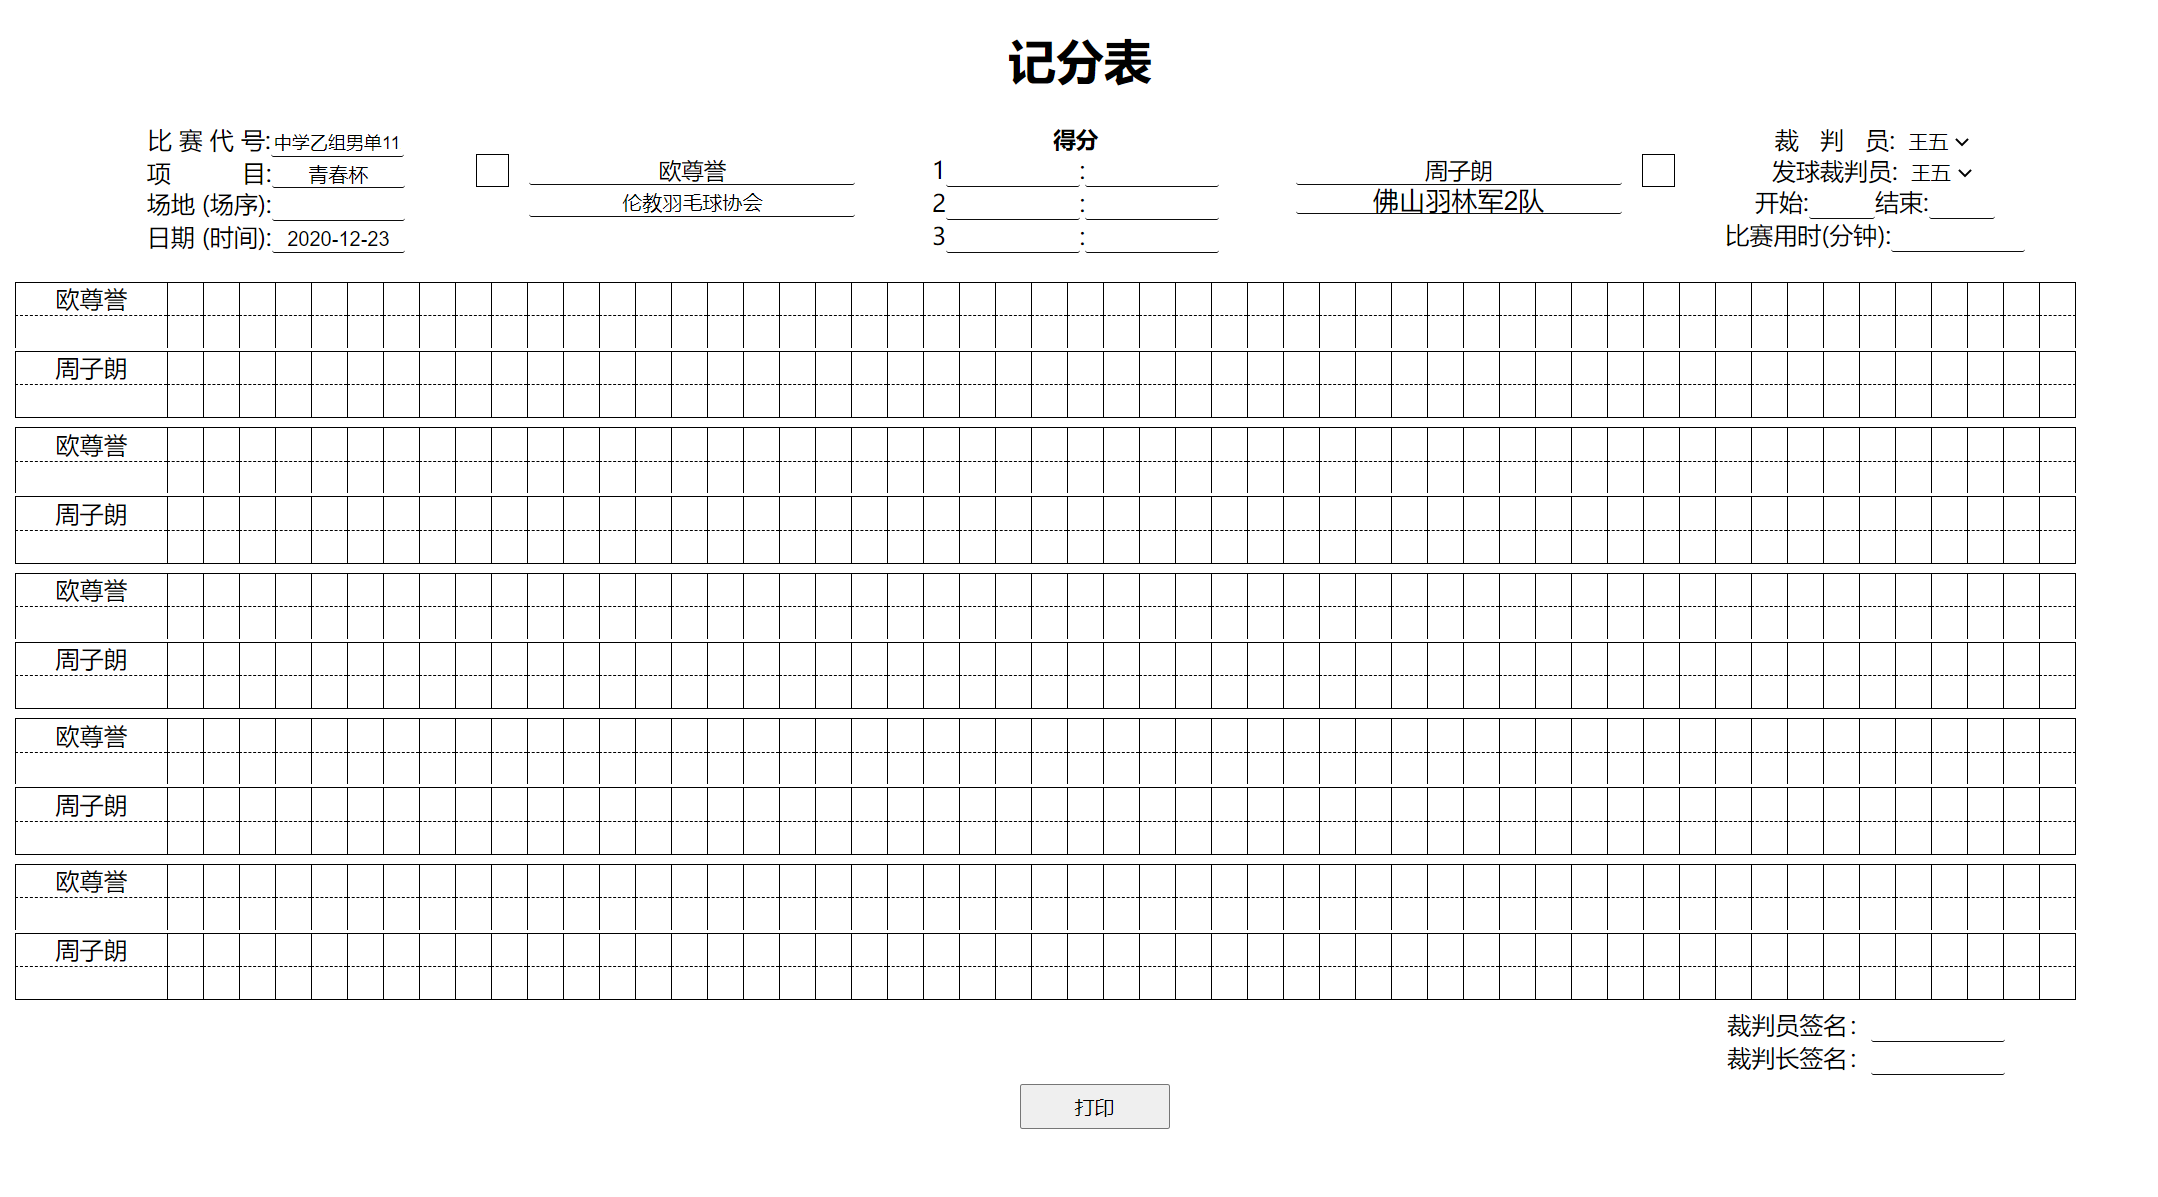 记分表
比 赛 代 号: 中学乙组男单11
项 目: 青春杯
场地 (场序):
日期 (时间): 2020-12-23
欧尊誉
伦教羽毛球协会
得分
1 :
2 :
3 :
周子朗
佛山羽林军2队
裁 判 员: 王五
发球裁判员: 王五
开始: 结束:
比赛用时(分钟):
欧尊誉
周子朗
欧尊誉
周子朗
欧尊誉
周子朗
欧尊誉
周子朗
欧尊誉
周子朗
裁判员签名：
裁判长签名：
打印